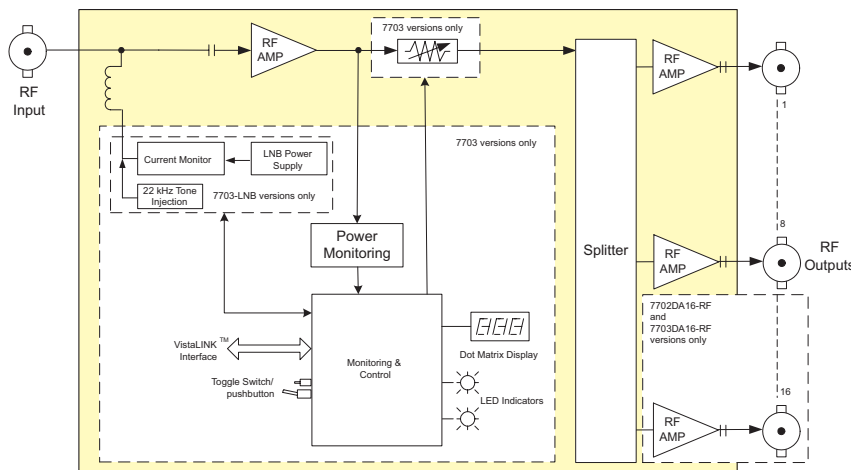 RF
Input
RF
AMP
7703 versions only
RF
AMP
1
7703 versions only
Current Monitor
LNB Power
Supply
22 kHz Tone
Injection
7703-LNB versions only
Power
Monitoring
Splitter
8
RF
AMP
RF
Outputs
7702DA16-RF
and
7703DA16-RF
versions only
VistaLINK ™
Interface
Monitoring &
Control
Dot Matrix Display
Toggle Switch/
pushbutton
LED Indicators
16
RF
AMP